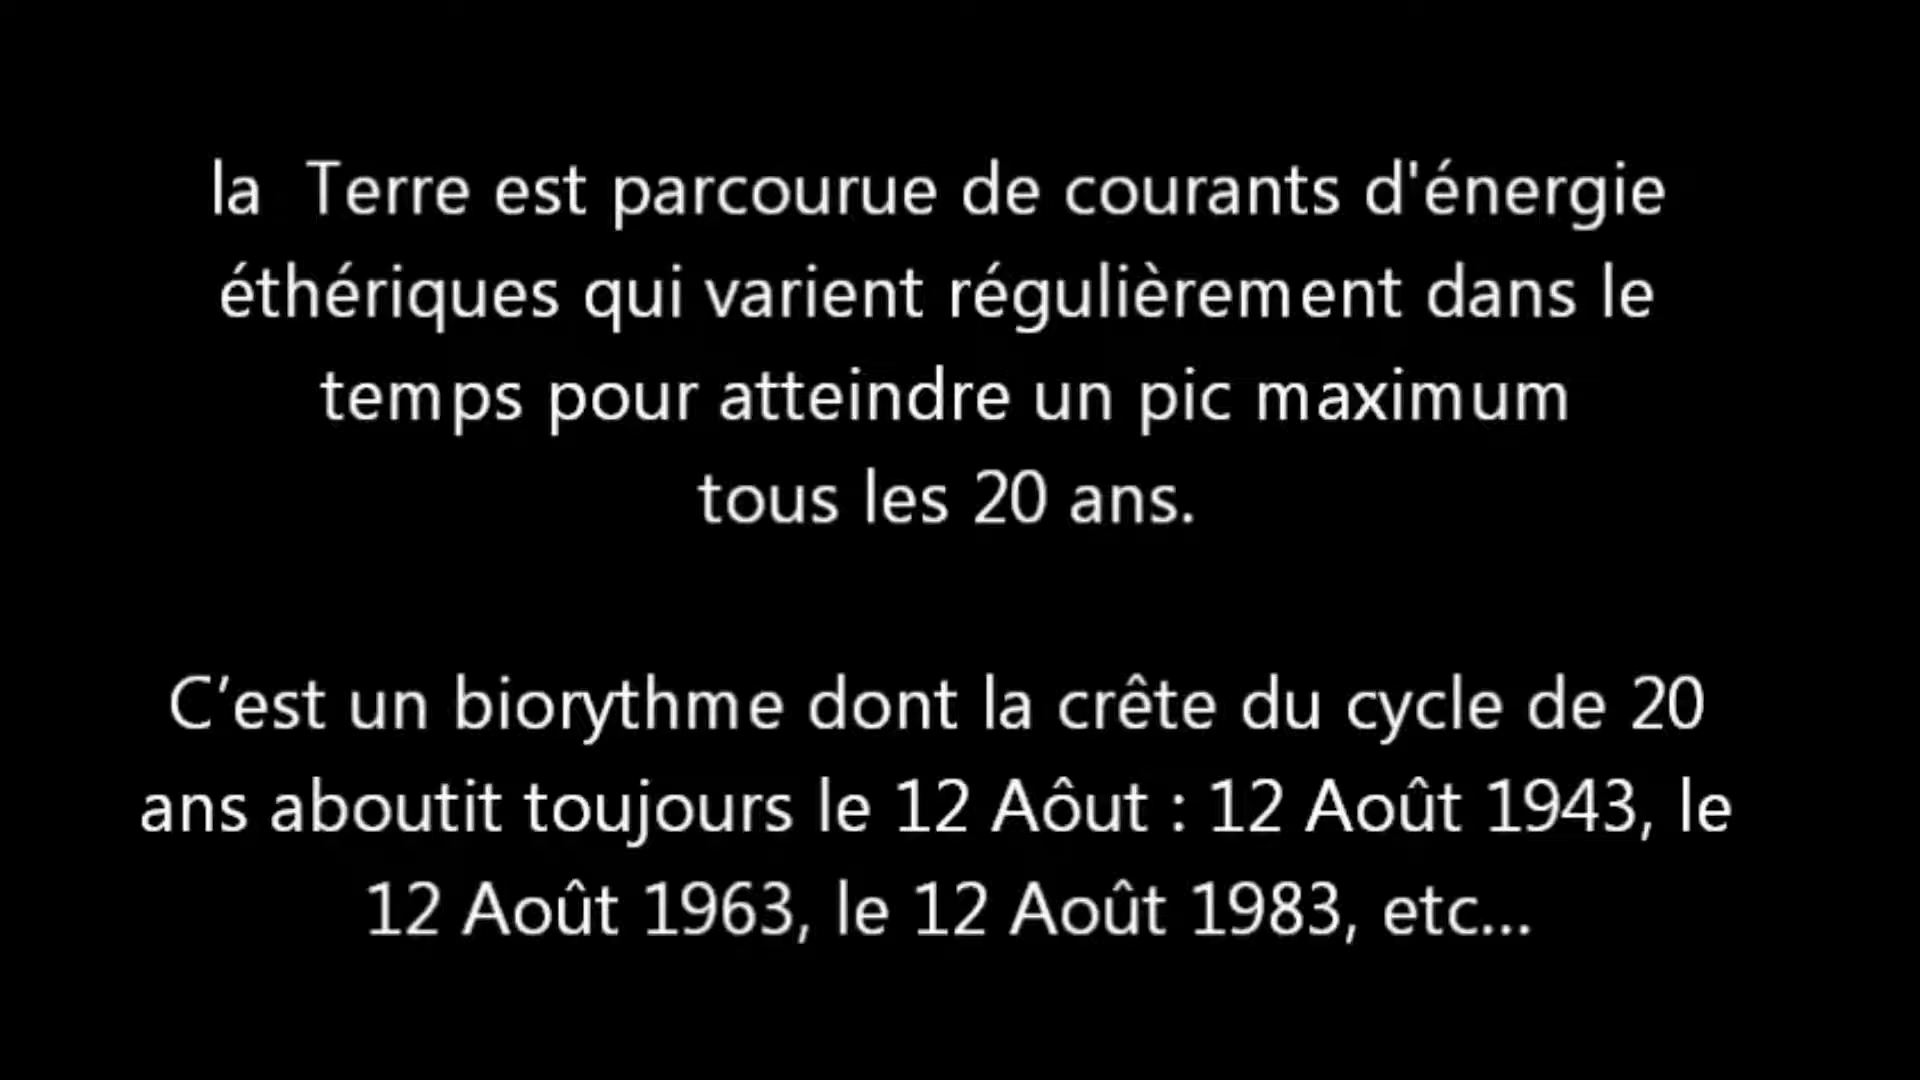 la  Terre est parcourue de courants d'énergie
éthériques qui varient régulièrement dans le
temps pour atteindre un pic maximum
tous les 20 ans.
C’est un biorythme dont la crête du cycle de 20
ans aboutit toujours le 12 Aôut : 12 Août 1943, le
12 Août 1963, le 12 Août 1983, etc...